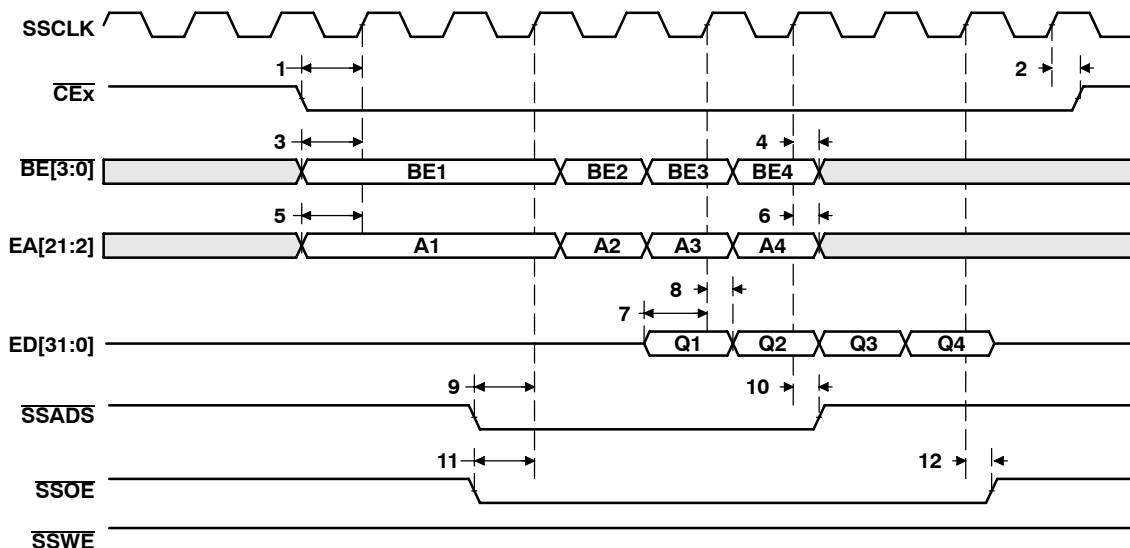 SSCLK
1
2
CEx
3
4
BE[3:0]
BE1
BE2
BE3
BE4
5
6
EA[21:2]
A1
A2
A3
A4
8
7
ED[31:0]
Q1
Q2
Q3
Q4
9
10
SSADS
11
12
SSOE
SSWE